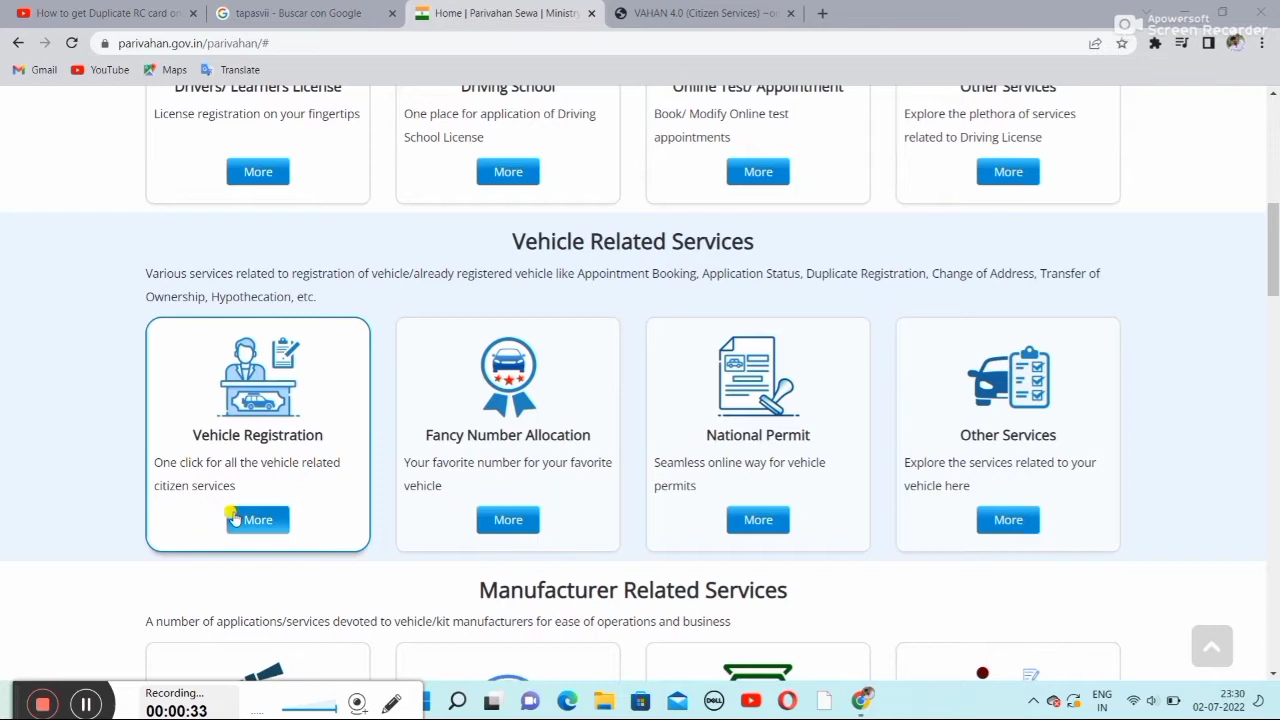 How to get Duplicate RC card on
tapasvii - Buscar con Google
Home | Parivahan Sewa | Ministry
VAHAN 4.0 (Citizen Services)
Apowersoft
Screen Recorder
parivahan.gov.in/parivahan/#
Gmail
YouTube
Maps
Translate
Drivers/ Learners License
Driving School
Online Test/ Appointment
Other Services
License registration on your fingertips
One place for application of Driving
School License
Book/ Modify Online test
appointments
Explore the plethora of services
related to Driving License
More
More
More
More
Vehicle Related Services
Various services related to registration of vehicle/already registered vehicle like Appointment Booking, Application Status, Duplicate Registration, Change of Address, Transfer of
Ownership, Hypothecation, etc.
Vehicle Registration
One click for all the vehicle related
citizen services
More
Fancy Number Allocation
Your favorite number for your favorite
vehicle
More
National Permit
Seamless online way for vehicle
permits
More
Other Services
Explore the services related to your
vehicle here
More
Manufacturer Related Services
A number of applications/services devoted to vehicle/kit manufacturers for ease of operations and business
Recording...
00:00:33
DELL
ENG
IN
23:30
02-07-2022